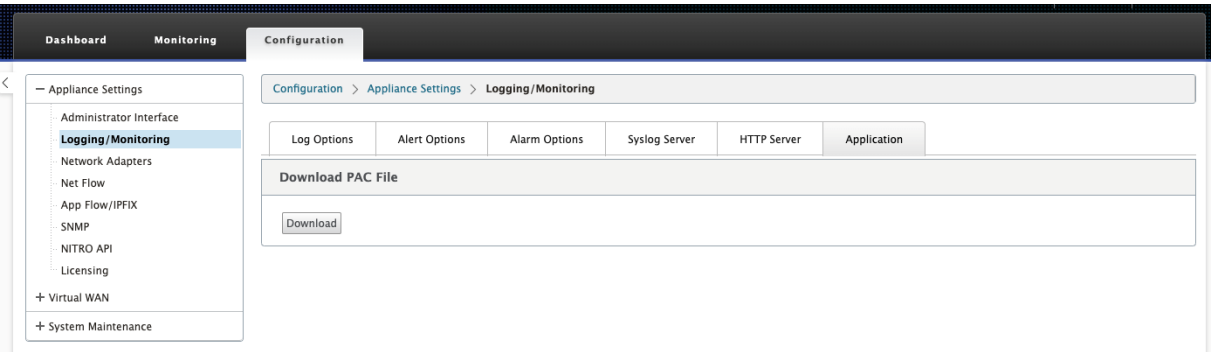 Dashboard Monitoring Configuration
— Appliance Settings
Administrator Interface
Logging/Monitoring
Network Adapters
Net Flow
App Flow/IPFIX
SNMP
NITRO API
Licensing
+ Virtual WAN
+ System Maintenance
Configuration > Appliance Settings > Logging/Monitoring
Log Options Alert Options Alarm Options Syslog Server HTTP Server Application
Download PAC File
Download